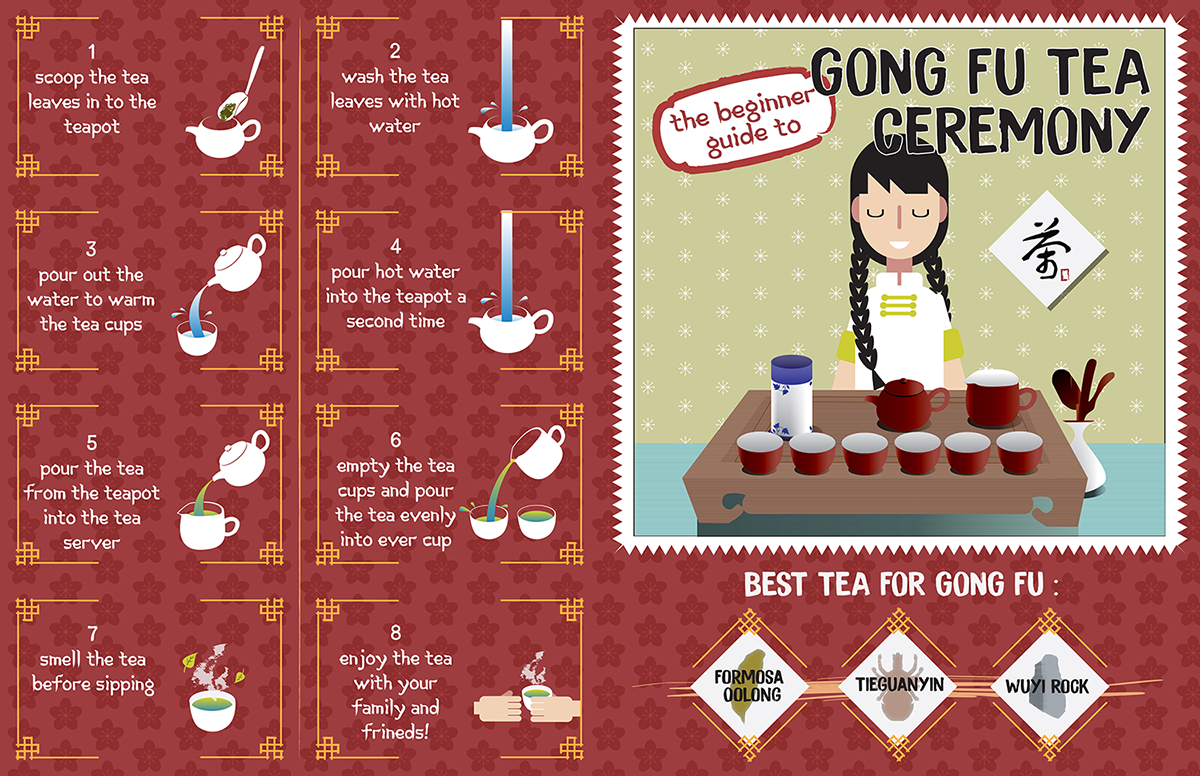 1
scoop the tea
leaves in to the
teapot
2
wash the tea
leaves with hot
water
3
pour out the
water to warm
the tea cups
4
pour hot water
into the teapot a
second time
5
pour the tea
from the teapot
into the tea
server
6
empty the tea
cups and pour
the tea evenly
into ever cup
7
smell the tea
before sipping
8
enjoy the tea
with your
family and
frineds!
the beginner
guide to
GONG FU TEA
CEREMONY
茶
BEST TEA FOR GONG FU :
FORMOSA
OOLONG
TIEGUANYIN
WUYI ROCK